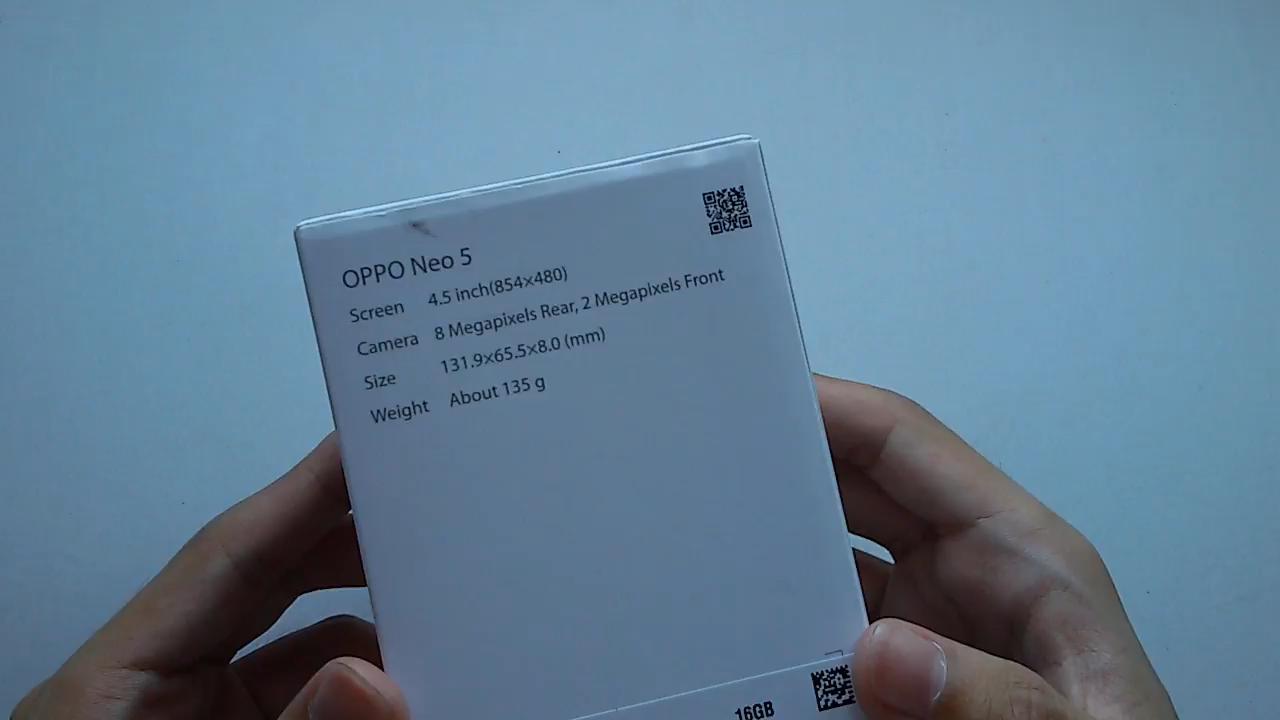 OPPO Neo 5
Screen 4.5 inch(854×480)
Camera 8 Megapixels Rear, 2 Megapixels Front
Size 131.9×65.5×8.0 (mm)
Weight About 135 g
16GB